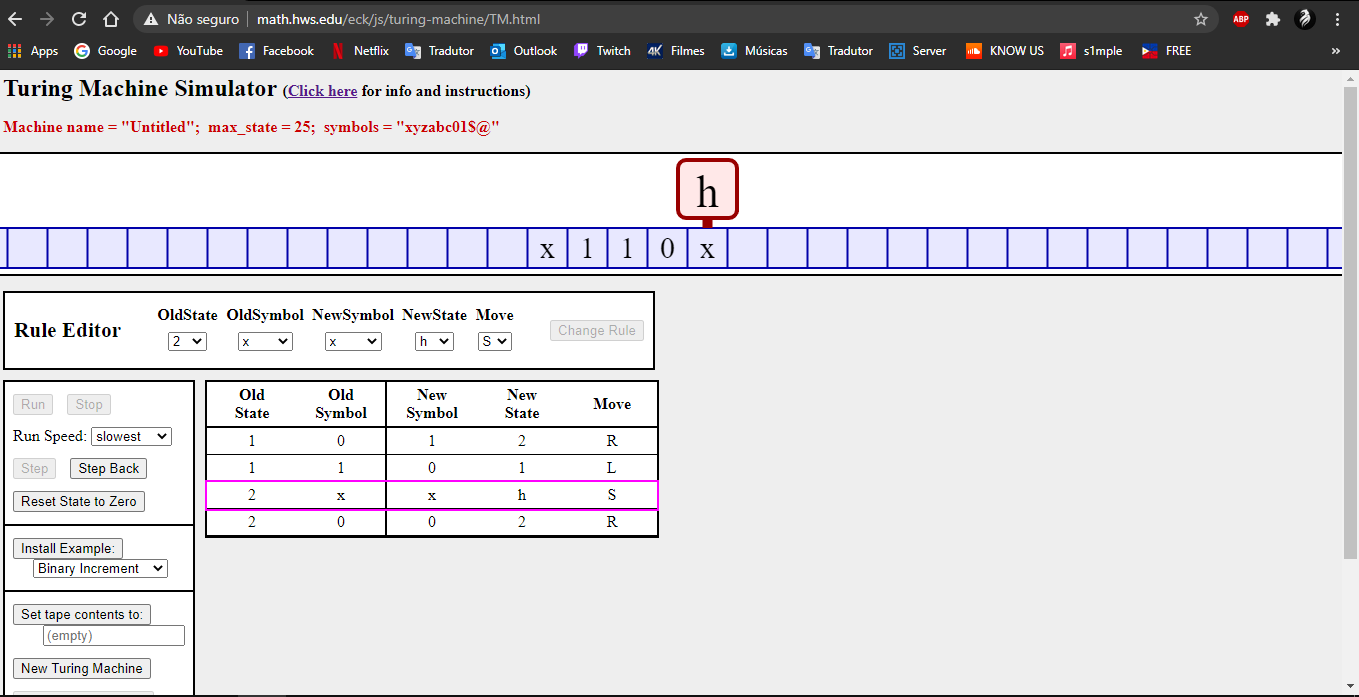 Não seguro math.hws.edu/eck/js/turing-machine/TM.html ABP
Apps Google YouTube Facebook Netflix Tradutor Outlook Twitch 4K Filmes Músicas Tradutor Server KNOW US s1mple FREE »
Turing Machine Simulator (Click here for info and instructions)
Machine name = "Untitled"; max_state = 25; symbols = "xyzabc01$@"
h
x 1 1 0 x
OldState OldSymbol NewSymbol NewState Move
Rule Editor 2 x x h S Change Rule
Run Stop
Run Speed: slowest
Step Step Back
Reset State to Zero
Install Example:
Binary Increment
Set tape contents to:
(empty)
New Turing Machine
Old State Old Symbol New Symbol New State Move
1 0 1 2 R
1 1 0 1 L
2 x x h S
2 0 0 2 R